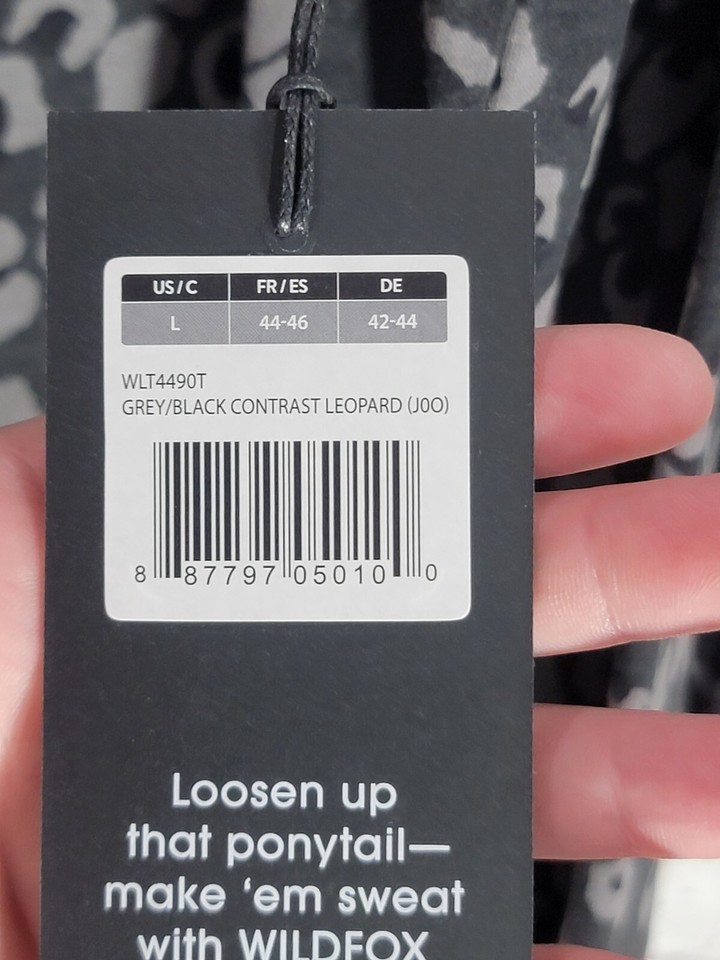 US/C FR/ES DE
L 44-46 42-44
WLT4490T
GREY/BLACK CONTRAST LEOPARD (J0O)
8 87797 05010 0
Loosen up
that ponytail—
make ‘em sweat
with WILDFOX